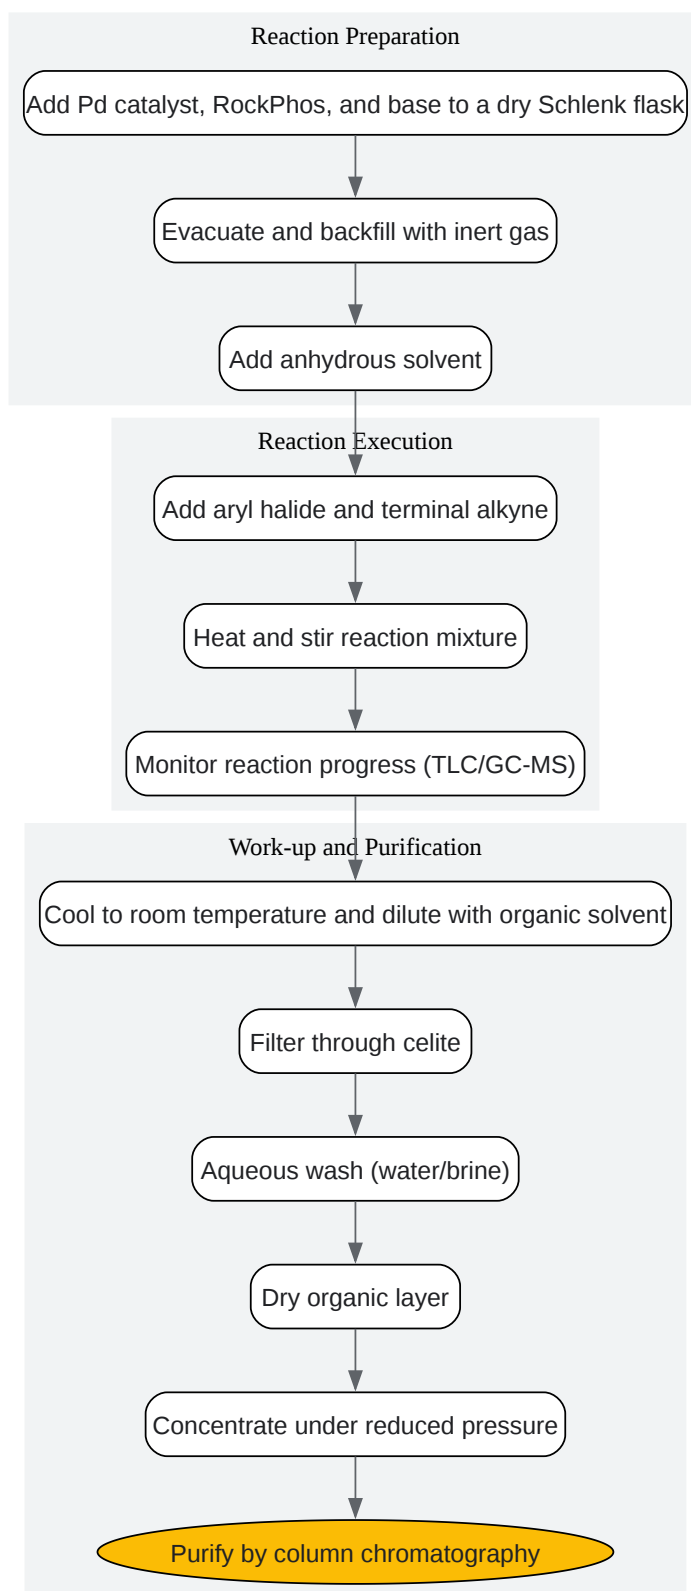 Reaction Preparation
Add Pd catalyst, RockPhos, and base to a dry Schlenk flask
Evacuate and backfill with inert gas
Add anhydrous solvent
Reaction Execution
Add aryl halide and terminal alkyne
Heat and stir reaction mixture
Monitor reaction progress (TLC/GC-MS)
Work-up and Purification
Cool to room temperature and dilute with organic solvent
Filter through celite
Aqueous wash (water/brine)
Dry organic layer
Concentrate under reduced pressure
Purify by column chromatography